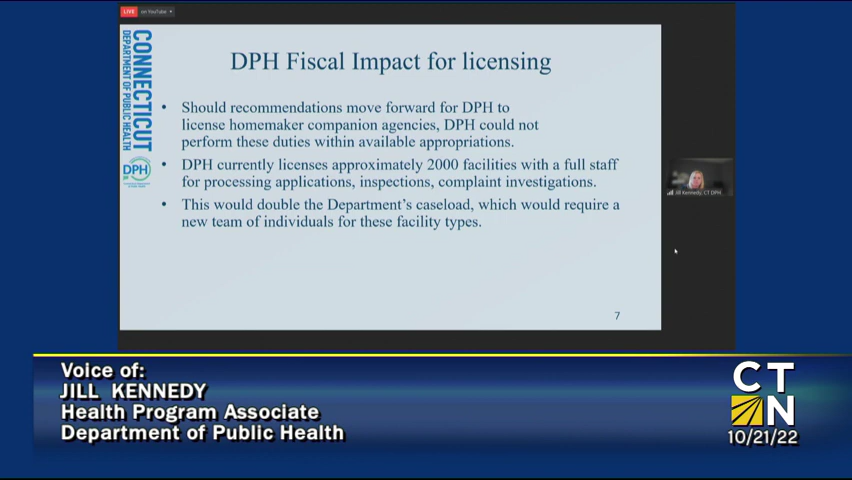 LIVE on YouTube
CONNECTICUT
DEPARTMENT OF PUBLIC HEALTH
DPH
DPH Fiscal Impact for licensing
• Should recommendations move forward for DPH to
license homemaker companion agencies, DPH could not
perform these duties within available appropriations.
• DPH currently licenses approximately 2000 facilities with a full staff
for processing applications, inspections, complaint investigations.
• This would double the Department's caseload, which would require a
new team of individuals for these facility types.
7
Jill Kennedy, CT DPH
Voice of:
JILL KENNEDY
Health Program Associate
Department of Public Health
CT
N
10/21/22